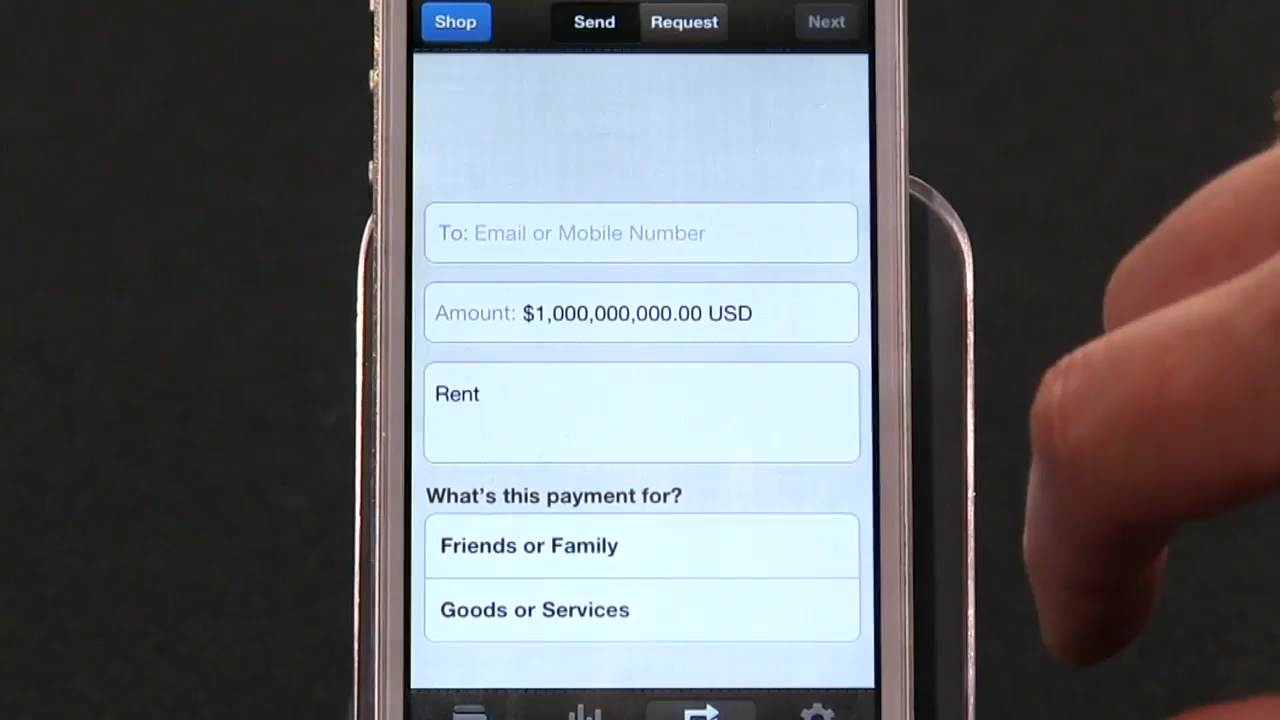 Shop Send Request Next
To: Email or Mobile Number
Amount: $1,000,000,000.00 USD
Rent
What's this payment for?
Friends or Family
Goods or Services